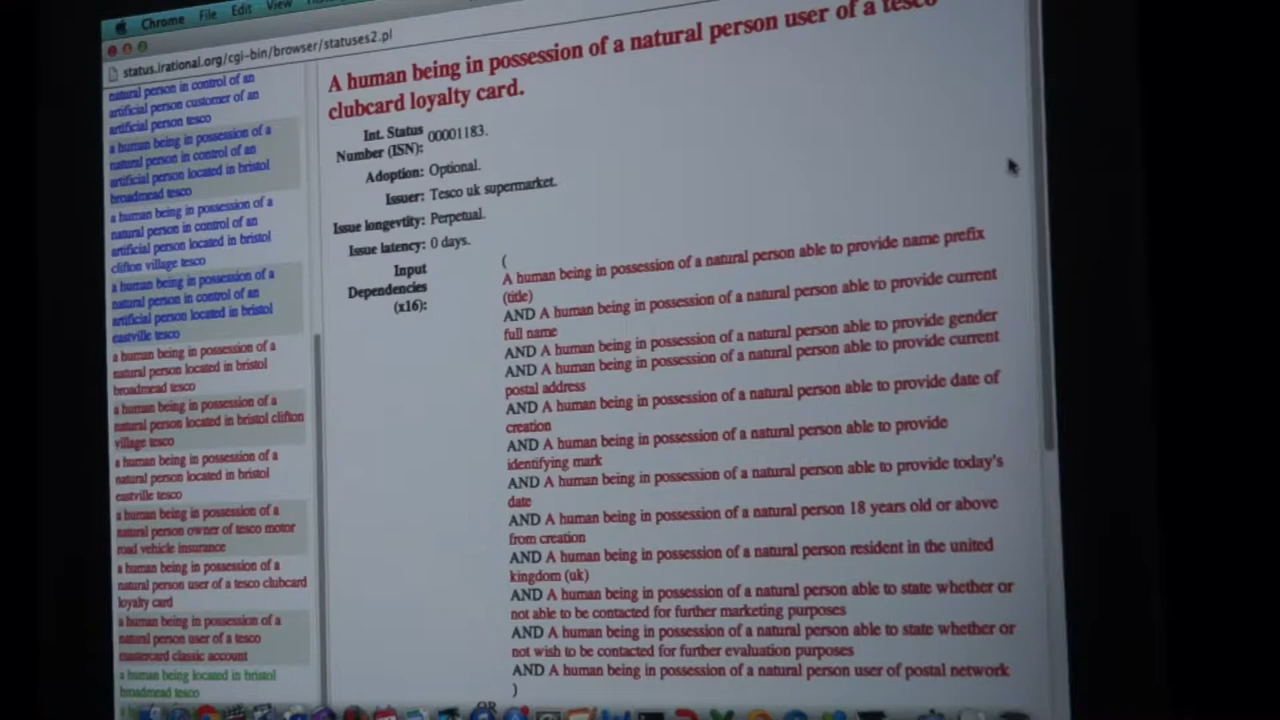 Chrome File Edit View
status.irational.org/cgi-bin/browser/statuses2.pl
natural person in control of an
artificial person customer of an
artificial person tesco
a human being in possession of a
natural person in control of an
artificial person located in bristol
broadmead tesco
a human being in possession of a
natural person in control of an
artificial person located in bristol
clifton village tesco
a human being in possession of a
natural person in control of an
artificial person located in bristol
eastville tesco
a human being in possession of a
natural person located in bristol
broadmead tesco
a human being in possession of a
natural person located in bristol clifton
village tesco
a human being in possession of a
natural person located in bristol
eastville tesco
a human being in possession of a
natural person owner of tesco motor
road vehicle insurance
a human being in possession of a
natural person user of a tesco clubcard
loyalty card
a human being in possession of a
natural person user of a tesco
mastercard classic account
a human being located in bristol
broadmead tesco
A human being in possession of a natural person user of a tesco
clubcard loyalty card.
Int. Status
Number (ISN): 00001183.
Adoption: Optional.
Issuer: Tesco uk supermarket.
Issue longevtity: Perpetual.
Issue latency: 0 days.
Input
Dependencies
(x16):
(
A human being in possession of a natural person able to provide name prefix
(title)
AND A human being in possession of a natural person able to provide current
full name
AND A human being in possession of a natural person able to provide gender
AND A human being in possession of a natural person able to provide current
postal address
AND A human being in possession of a natural person able to provide date of
creation
AND A human being in possession of a natural person able to provide
identifying mark
AND A human being in possession of a natural person able to provide today's
date
AND A human being in possession of a natural person 18 years old or above
from creation
AND A human being in possession of a natural person resident in the united
kingdom (uk)
AND A human being in possession of a natural person able to state whether or
not able to be contacted for further marketing purposes
AND A human being in possession of a natural person able to state whether or
not wish to be contacted for further evaluation purposes
AND A human being in possession of a natural person user of postal network
)
OR